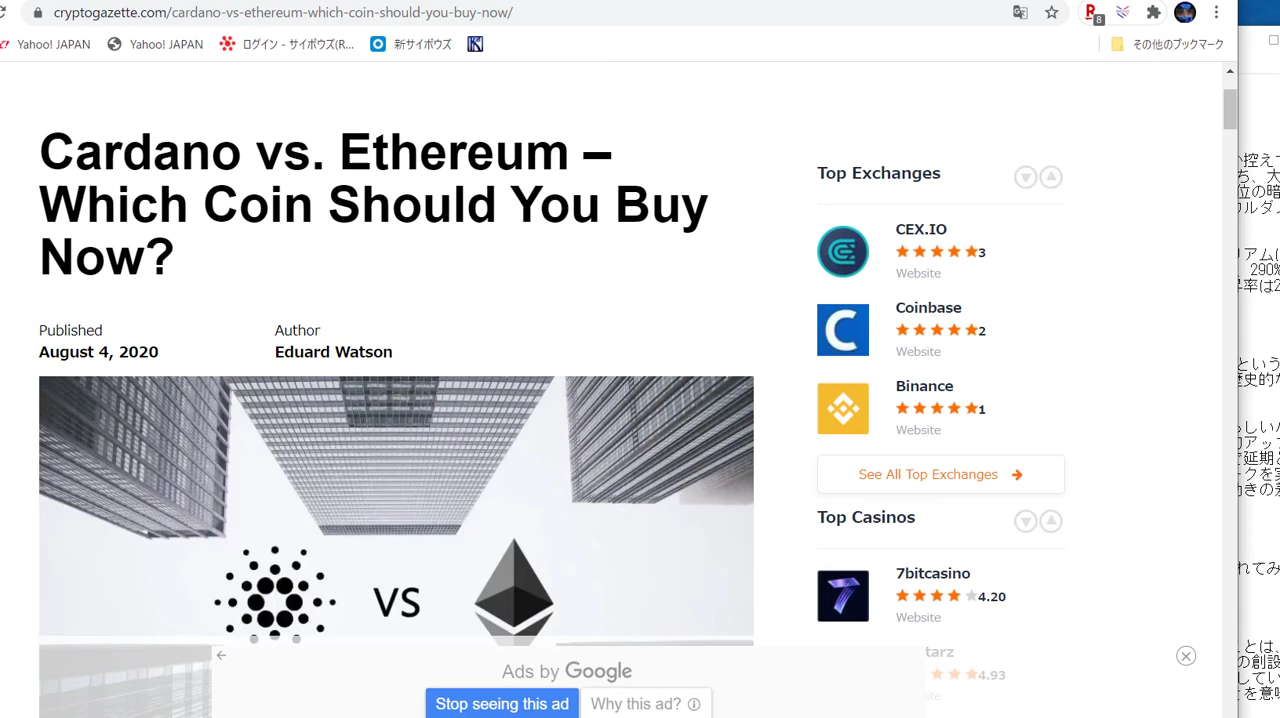 cryptogazette.com/cardano-vs-ethereum-which-coin-should-you-buy-now/
8
Yahoo! JAPAN
Yahoo! JAPAN
ログイン - サイボウズ(R...
新サイボウズ
その他のブックマーク
Cardano vs. Ethereum –
Which Coin Should You Buy
Now?
Published
August 4, 2020
Author
Eduard Watson
VS
Ads by Google
Stop seeing this ad
Why this ad?
Top Exchanges
CEX.IO
3
Website
Coinbase
2
Website
Binance
1
Website
See All Top Exchanges
Top Casinos
7bitcasino
4.20
Website
tarz
4.93
290%